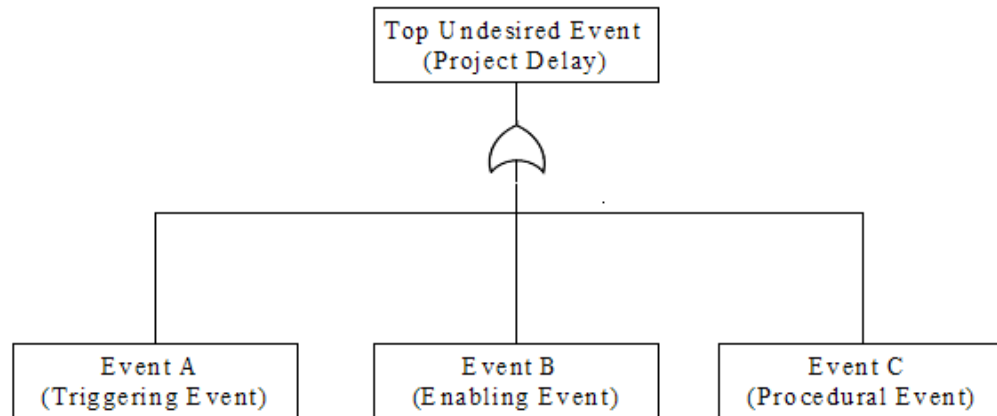 Top Undesired Event
(Project Delay)
Event A
(Triggering Event)
Event B
(Enabling Event)
Event C
(Procedural Event)